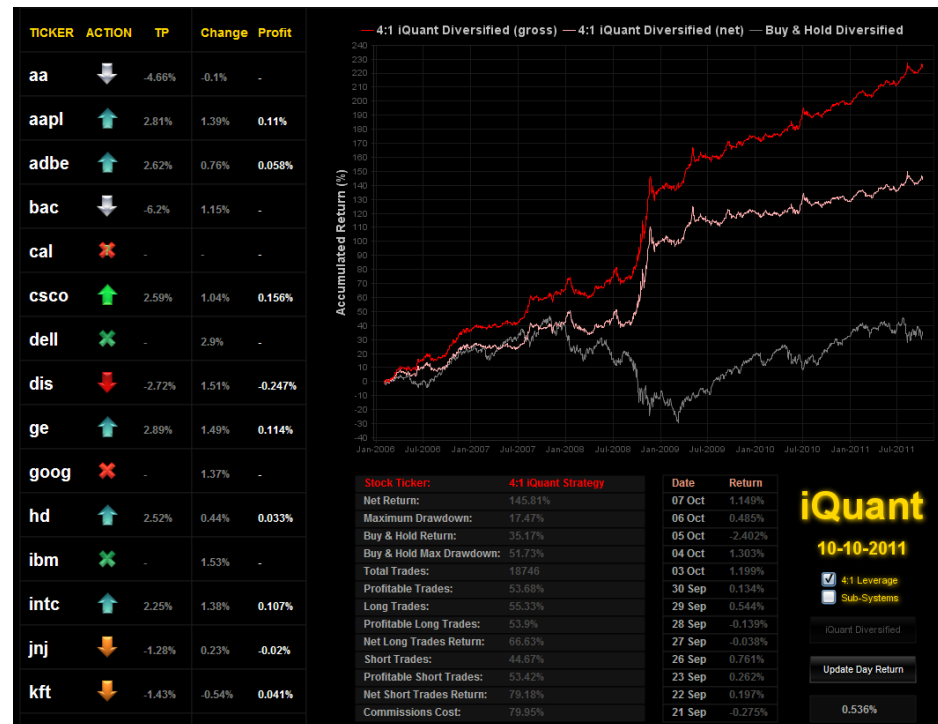 TICKER ACTION TP Change Profit
aa -4.66% -0.1% -
aapl 2.81% 1.39% 0.11%
adbe 2.62% 0.76% 0.058%
bac -6.2% 1.15% -
cal - - -
csco 2.59% 1.04% 0.156%
dell - 2.9% -
dis -2.72% 1.51% -0.247%
ge 2.89% 1.49% 0.114%
goog - 1.37% -
hd 2.52% 0.44% 0.033%
ibm - 1.53% -
intc 2.25% 1.38% 0.107%
jnj -1.28% 0.23% -0.02%
kft -1.43% -0.54% 0.041%
4:1 iQuant Diversified (gross) 4:1 iQuant Diversified (net) Buy & Hold Diversified
Accumulated Return (%)
240
230
220
210
200
190
180
170
160
150
140
130
120
110
100
90
80
70
60
50
40
30
20
10
0
-10
-20
-30
-40
Jan-2006 Jul-2006 Jan-2007 Jul-2007 Jan-2008 Jul-2008 Jan-2009 Jul-2009 Jan-2010 Jul-2010 Jan-2011 Jul-2011
Stock Ticker: 4:1 iQuant Strategy
Net Return: 145.81%
Maximum Drawdown: 17.47%
Buy & Hold Return: 35.17%
Buy & Hold Max Drawdown: 51.73%
Total Trades: 18746
Profitable Trades: 53.68%
Long Trades: 55.33%
Profitable Long Trades: 53.9%
Net Long Trades Return: 66.63%
Short Trades: 44.67%
Profitable Short Trades: 53.42%
Net Short Trades Return: 79.18%
Commissions Cost: 79.95%
Date Return
07 Oct 1.149%
06 Oct 0.485%
05 Oct -2.402%
04 Oct 1.303%
03 Oct 1.199%
30 Sep 0.134%
29 Sep 0.544%
28 Sep -0.139%
27 Sep -0.038%
26 Sep 0.761%
23 Sep 0.262%
22 Sep 0.197%
21 Sep -0.275%
iQuant
10-10-2011
4:1 Leverage
Sub-Systems
iQuant Diversified
Update Day Return
0.536%